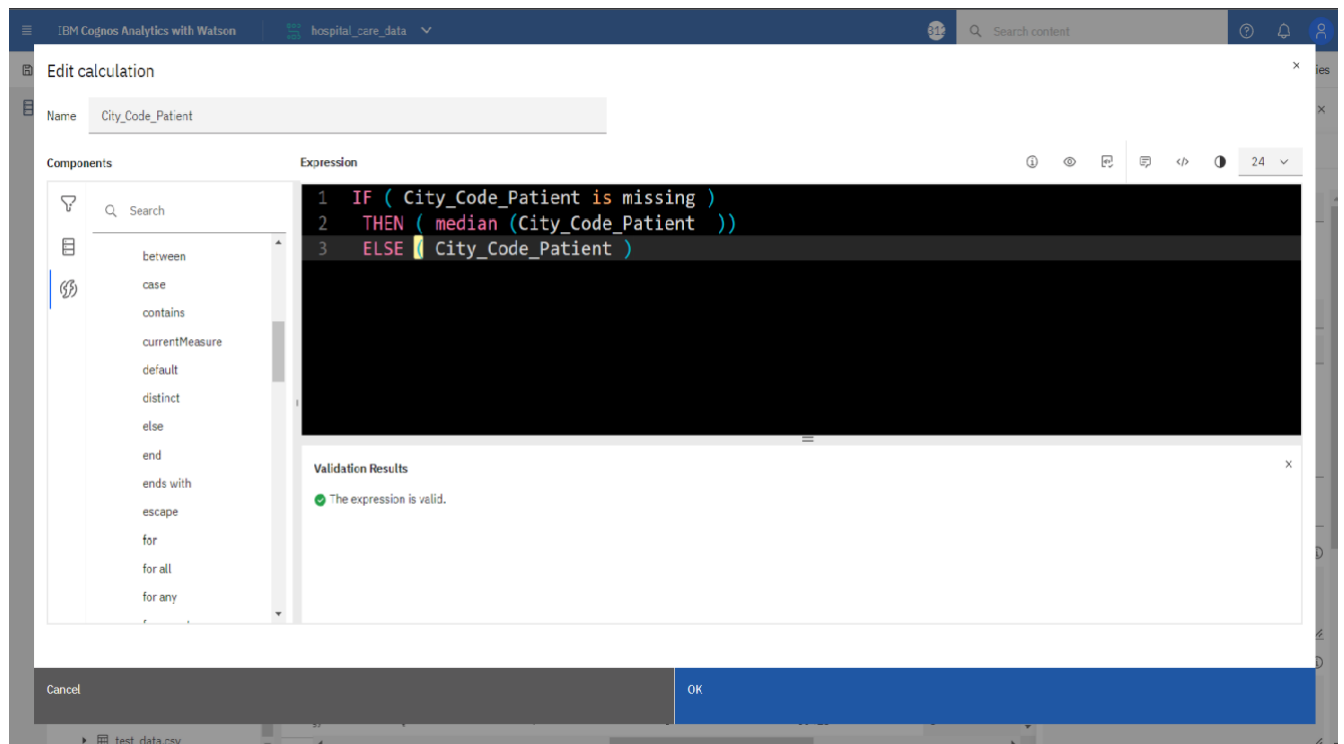 IBM Cognos Analytics with Watson hospital_care_data Search content
Edit calculation
ies
Name City_Code_Patient
Components Expression 24
Search
between
case
contains
currentMeasure
default
distinct
else
end
ends with
escape
for
for all
for any
1 IF ( City_Code_Patient is missing )
2 THEN ( median (City_Code_Patient ))
3 ELSE ( City_Code_Patient )
Validation Results
The expression is valid.
Cancel OK
test_data.csv